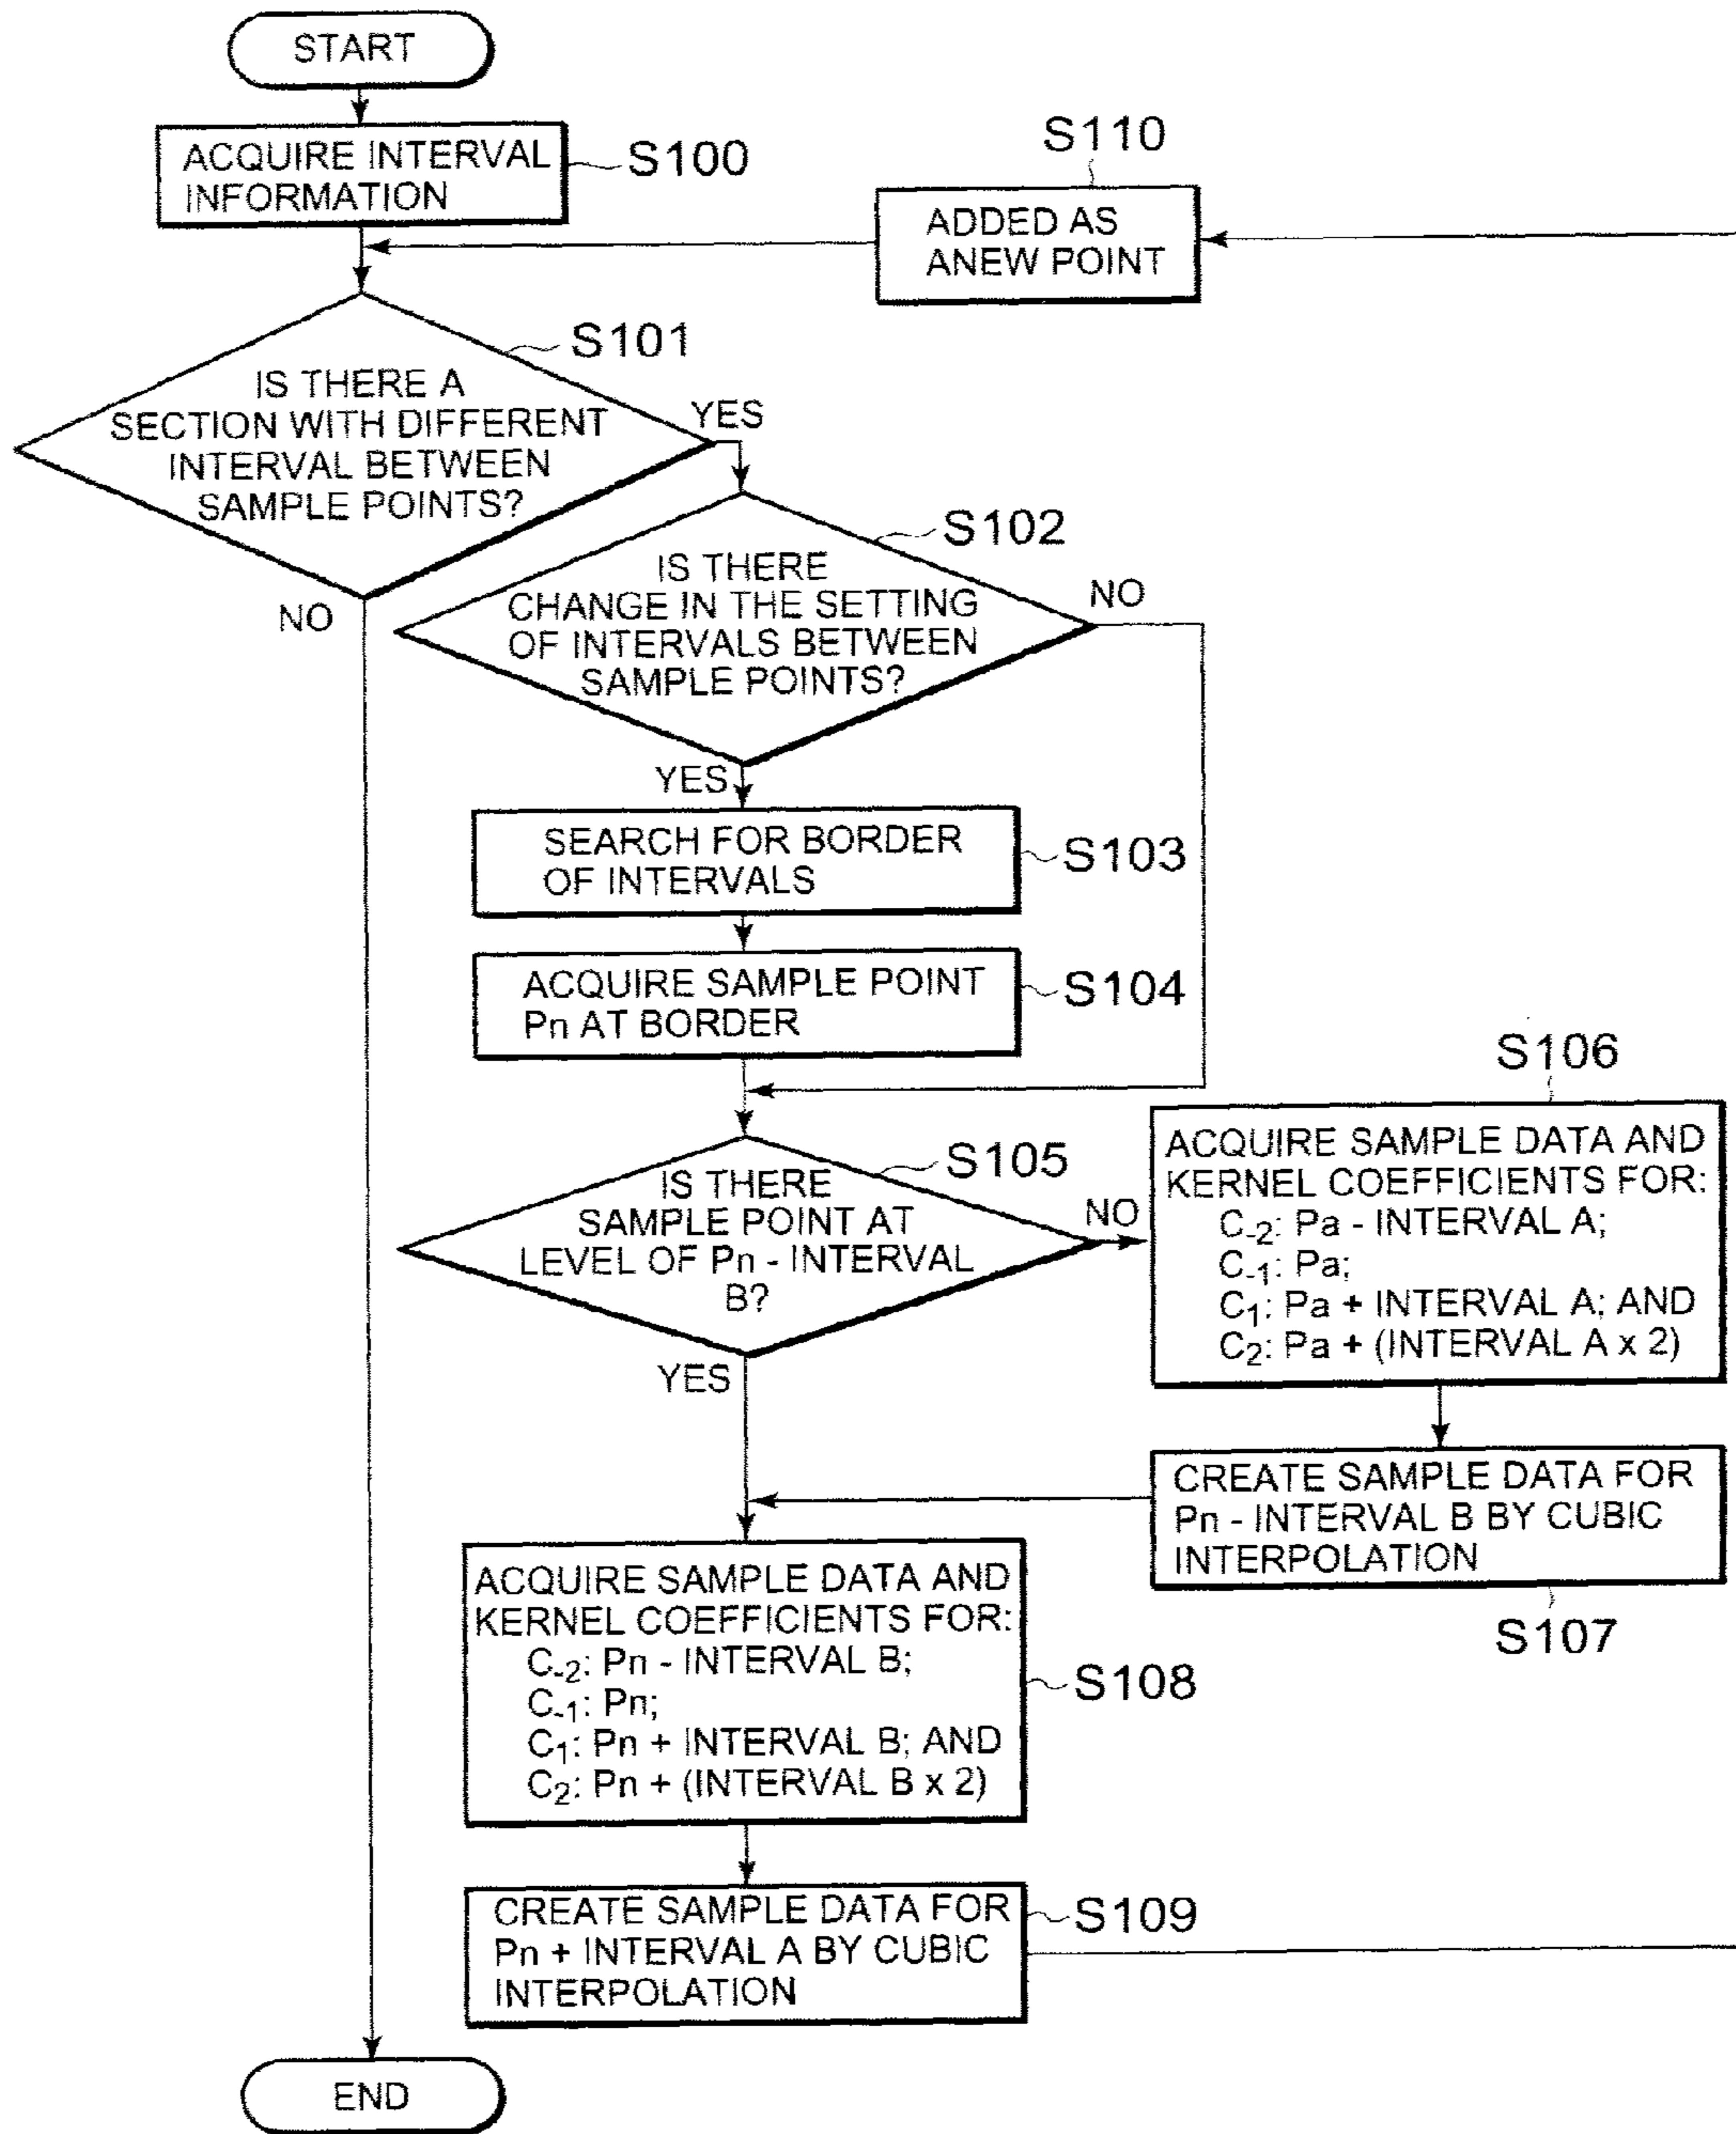 START
ACQUIRE INTERVAL
INFORMATION
S100
S110
ADDED AS
ANEW POINT
S101
IS THERE A
SECTION WITH DIFFERENT
INTERVAL BETWEEN
SAMPLE POINTS?
YES
NO
S102
IS THERE
CHANGE IN THE SETTING
OF INTERVALS BETWEEN
SAMPLE POINTS?
NO
YES
SEARCH FOR BORDER
OF INTERVALS
S103
ACQUIRE SAMPLE POINT
Pn AT BORDER
S104
S105
IS THERE
SAMPLE POINT AT
LEVEL OF Pn - INTERVAL
B?
NO
YES
S106
ACQUIRE SAMPLE DATA AND
KERNEL COEFFICIENTS FOR:
C-2: Pa - INTERVAL A;
C-1: Pa;
C1: Pa + INTERVAL A; AND
C2: Pa + (INTERVAL A x 2)
CREATE SAMPLE DATA FOR
Pn - INTERVAL B BY CUBIC
INTERPOLATION
S107
ACQUIRE SAMPLE DATA AND
KERNEL COEFFICIENTS FOR:
C-2: Pn - INTERVAL B;
C-1: Pn;
C1: Pn + INTERVAL B; AND
C2: Pn + (INTERVAL B x 2)
S108
CREATE SAMPLE DATA FOR
Pn + INTERVAL A BY CUBIC
INTERPOLATION
S109
END